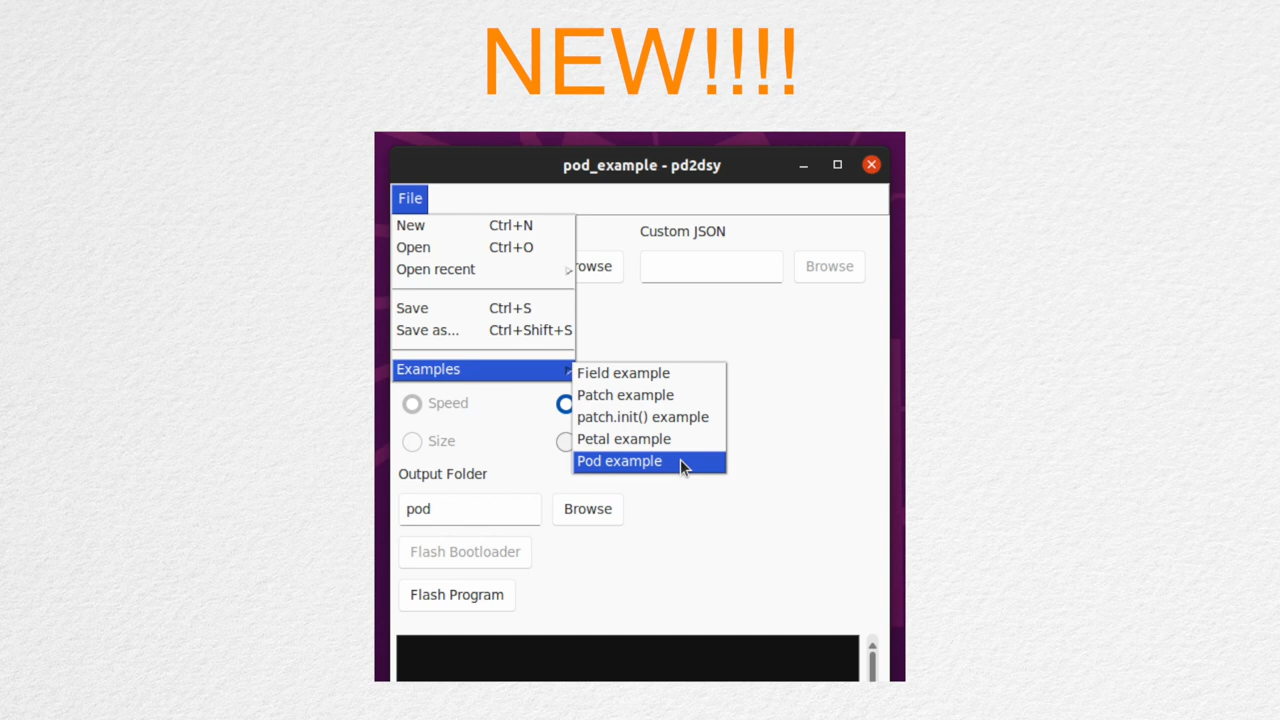 NEW!!!!
pod_example - pd2dsy
File
New Ctrl+N
Open Ctrl+O
Open recent
Custom JSON
rowse
Browse
Save Ctrl+S
Save as... Ctrl+Shift+S
Examples
Field example
Patch example
patch.init() example
Petal example
Pod example
Speed
Size
Output Folder
pod
Browse
Flash Bootloader
Flash Program